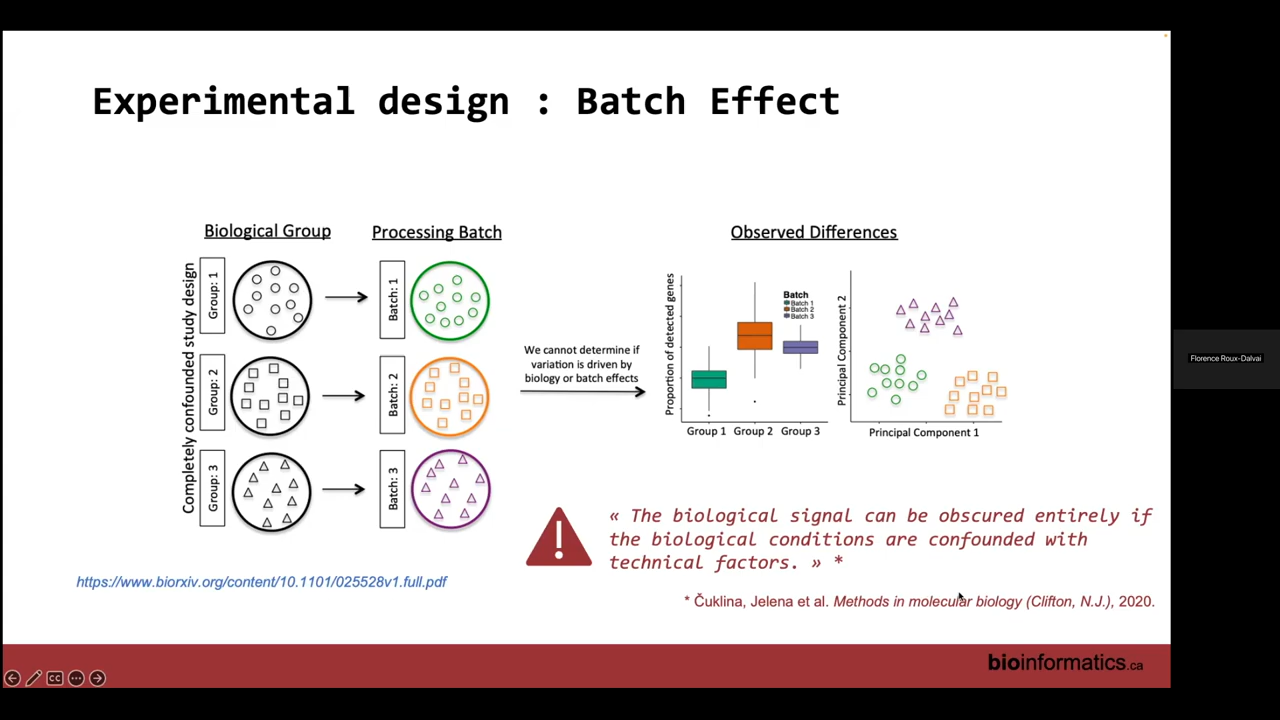 Experimental design : Batch Effect
Biological Group
Processing Batch
Observed Differences
Completely confounded study design
Group: 1
Batch: 1
Group: 2
Batch: 2
Group: 3
Batch: 3
We cannot determine if
variation is driven by
biology or batch effects
Proportion of detected genes
Batch
Batch 1
Batch 2
Batch 3
Group 1 Group 2 Group 3
Principal Component 2
Principal Component 1
« The biological signal can be obscured entirely if
the biological conditions are confounded with
technical factors. » *
https://www.biorxiv.org/content/10.1101/025528v1.full.pdf
* Čuklina, Jelena et al. Methods in molecular biology (Clifton, N.J.), 2020.
bioinformatics.ca
CC
Florence Roux-Dalvai